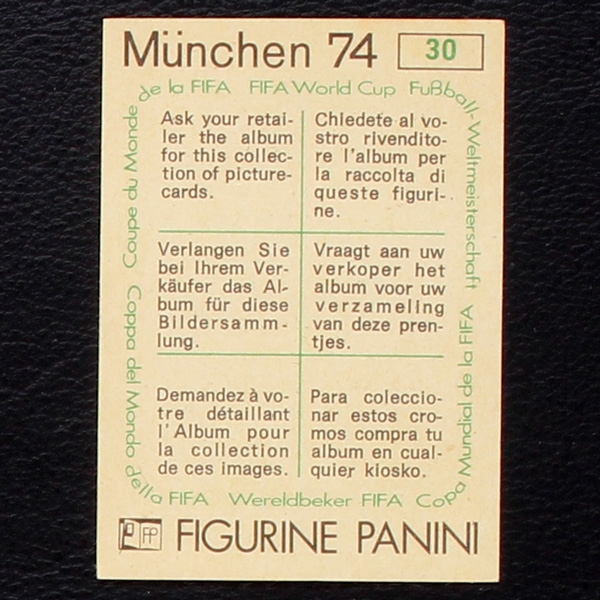 München 74 30
de la FIFA FIFA World Cup Fußball-Weltmeisterschaft
Ask your retai-
ler the album
for this collec-
tion of picture-
cards.
Chiedete al vo-
stro rivendito-
re l'album per
la raccolta di
queste figuri-
ne.
Verlangen Sie
bei Ihrem Ver-
käufer das Al-
bum für diese
Bildersamm-
lung.
Vraagt aan uw
verkoper het
album voor uw
verzameling
van deze pren-
tjes.
Demandez à vo-
tre détaillant
l'Album pour
la collection
de ces images.
Para coleccio-
nar estos cro-
mos compra tu
album en cual-
quier kiosko.
Copa Mundial de la FIFA
Wereldbeker FIFA
Coppa del Mondo della FIFA
Coupe du Monde
FP FIGURINE PANINI